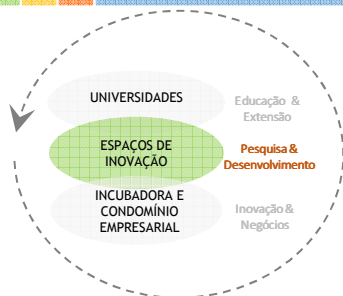 UNIVERSIDADES
Educação &
Extensão
ESPAÇOS DE
INOVAÇÃO
Pesquisa &
Desenvolvimento
INCUBADORA E
CONDOMÍNIO
EMPRESARIAL
Inovação &
Negócios